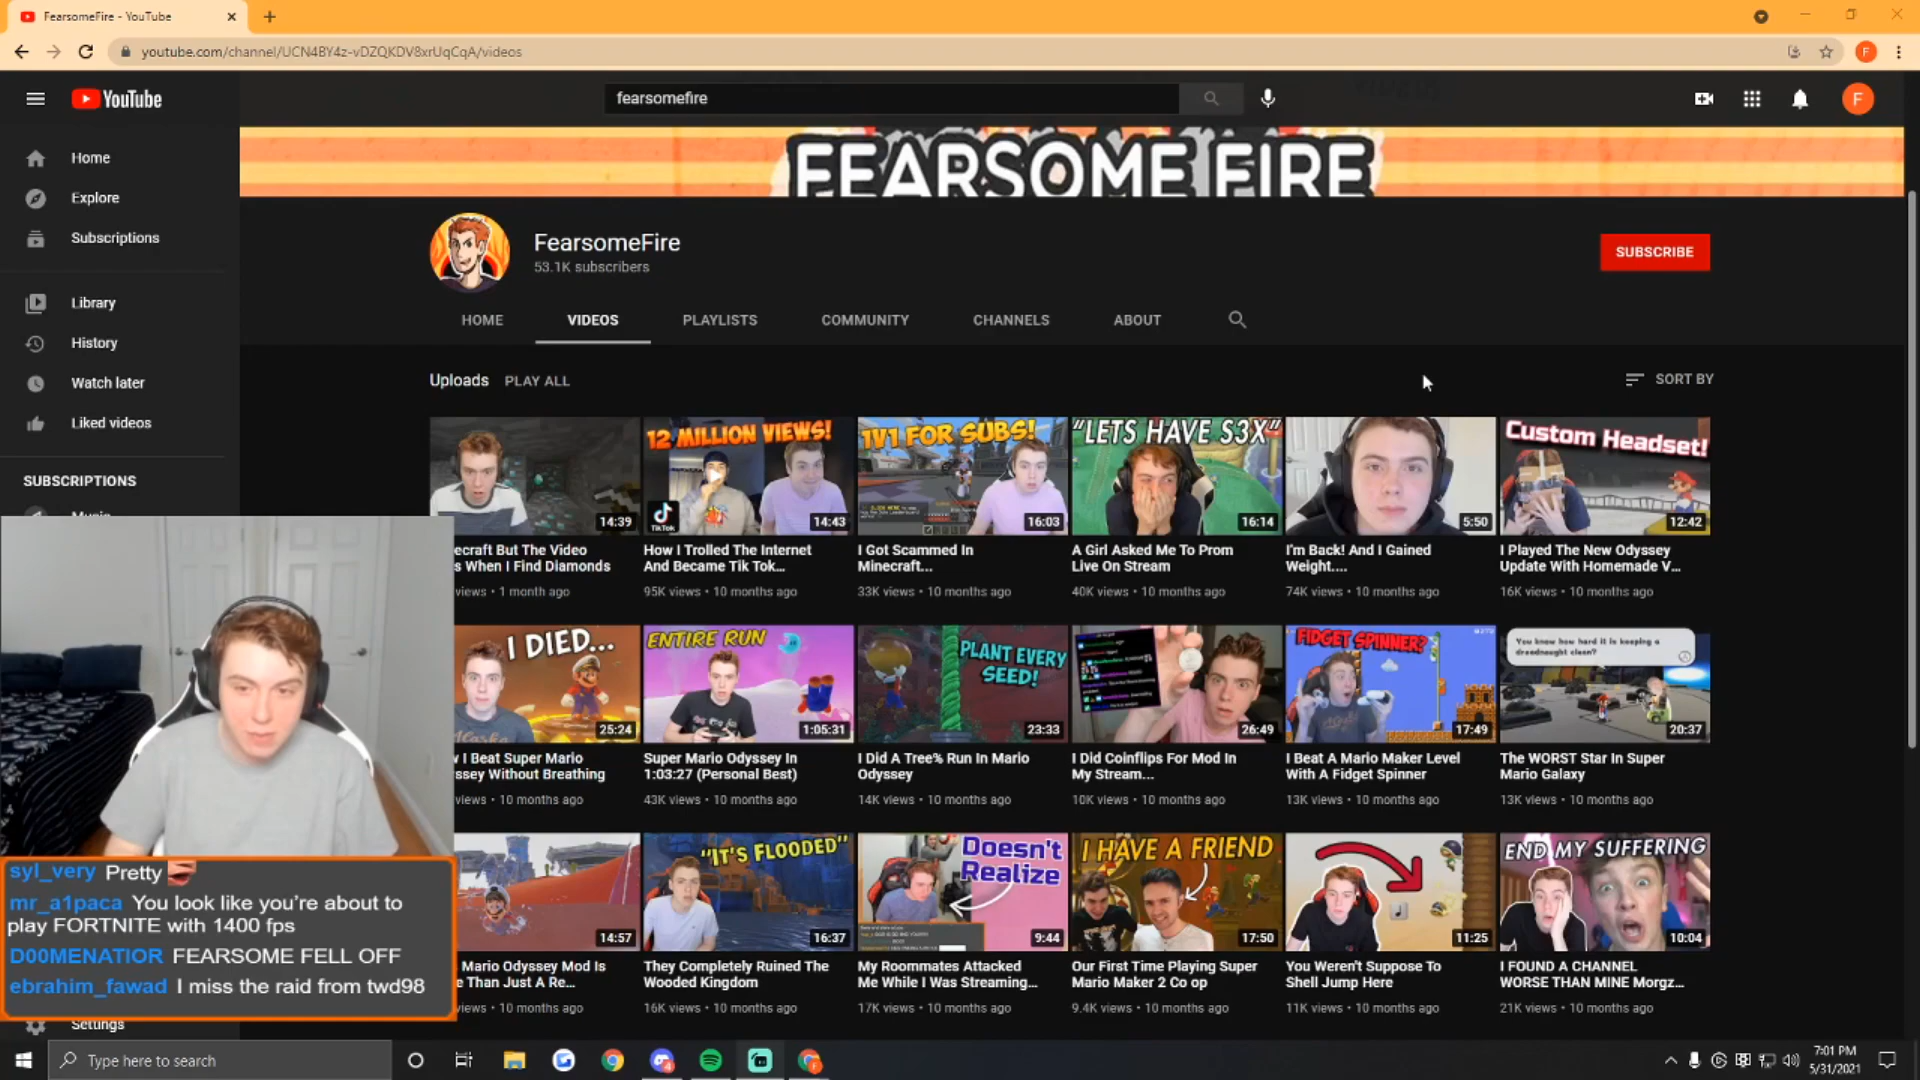 FearsomeFire - YouTube
youtube.com/channel/UCN4BY4z-vDZQKDV8xrUqCqA/videos
F
YouTube
fearsomefire
F
FEARSOME FIRE
Home
Explore
Subscriptions
Library
History
Watch later
Liked videos
SUBSCRIPTIONS
FearsomeFire
53.1K subscribers
SUBSCRIBE
HOME VIDEOS PLAYLISTS COMMUNITY CHANNELS ABOUT
Uploads PLAY ALL
SORT BY
14:39
ecraft But The Video
s When I Find Diamonds
views • 1 month ago
12 MILLION VIEWS!
TikTok
14:43
How I Trolled The Internet
And Became Tik Tok...
95K views • 10 months ago
1V1 FOR SUBS!
16:03
I Got Scammed In
Minecraft...
33K views • 10 months ago
"LETS HAVE S3X"
16:14
A Girl Asked Me To Prom
Live On Stream
40K views • 10 months ago
5:50
I'm Back! And I Gained
Weight....
74K views • 10 months ago
Custom Headset!
12:42
I Played The New Odyssey
Update With Homemade V...
16K views • 10 months ago
I DIED...
25:24
I Beat Super Mario
ssey Without Breathing
views • 10 months ago
ENTIRE RUN
1:05:31
Super Mario Odyssey In
1:03:27 (Personal Best)
43K views • 10 months ago
PLANT EVERY
SEED!
23:33
I Did A Tree% Run In Mario
Odyssey
14K views • 10 months ago
26:49
I Did Coinflips For Mod In
My Stream...
10K views • 10 months ago
FIDGET SPINNER?
17:49
I Beat A Mario Maker Level
With A Fidget Spinner
13K views • 10 months ago
You know how hard it is keeping a
dreadnought clean?
20:37
The WORST Star In Super
Mario Galaxy
13K views • 10 months ago
14:57
Mario Odyssey Mod Is
e Than Just A Re...
views • 10 months ago
"IT'S FLOODED"
16:37
They Completely Ruined The
Wooded Kingdom
16K views • 10 months ago
Doesn't
Realize
9:44
My Roommates Attacked
Me While I Was Streaming...
17K views • 10 months ago
I HAVE A FRIEND
17:50
Our First Time Playing Super
Mario Maker 2 Co op
9.4K views • 10 months ago
11:25
You Weren't Suppose To
Shell Jump Here
11K views • 10 months ago
END MY SUFFERING
10:04
I FOUND A CHANNEL
WORSE THAN MINE Morgz...
21K views • 10 months ago
syl_very Pretty
mr_a1paca You look like you're about to
play FORTNITE with 1400 fps
D00MENATIOR FEARSOME FELL OFF
ebrahim_fawad I miss the raid from twd98
Settings
Type here to search
7:01 PM
5/31/2021